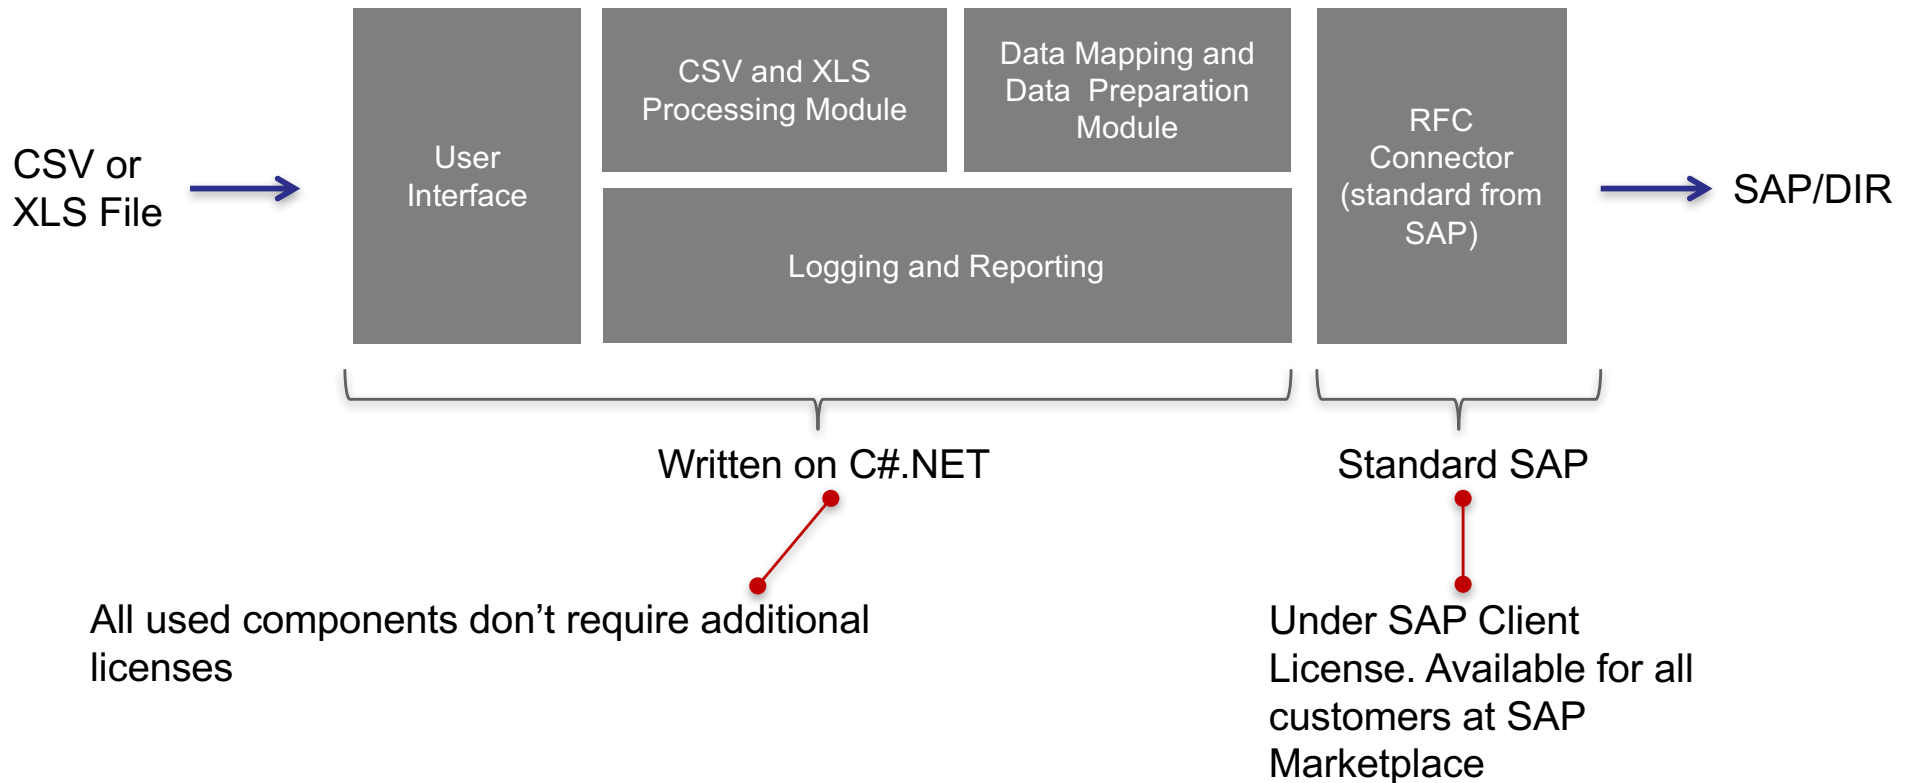 CSV or
XLS File
User
Interface
CSV and XLS
Processing Module
Data Mapping and
Data  Preparation
Module
Logging and Reporting
RFC
Connector
(standard from
SAP)
SAP/DIR
Written on C#.NET
Standard SAP
All used components don’t require additional
licenses
Under SAP Client
License. Available for all
customers at SAP
Marketplace